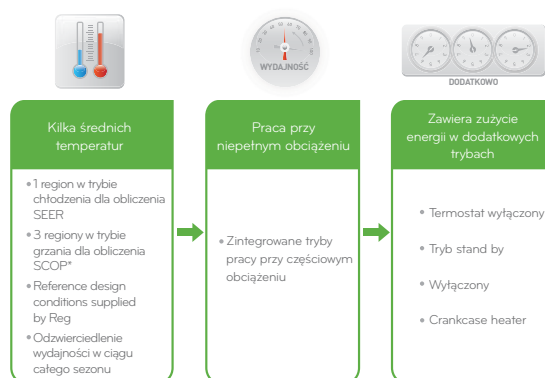 WYDAJNOŚĆ
DODATKOWO
Kilka średnich
temperatur
• 1 region w trybie
chłodzenia dla obliczenia
SEER
• 3 regiony w trybie
grzania dla obliczenia
SCOP*
• Reference design
conditions supplied
by Reg
• Odzwierciedlenie
wydajności w ciągu
całego sezonu
Praca przy
niepełnym obciążeniu
• Zintegrowane tryby
pracy przy częściowym
obciążeniu
Zawiera zużycie
energii w dodatkowych
trybach
• Termostat wyłączony
• Tryb stand by
• Wyłączony
• Crankcase heater